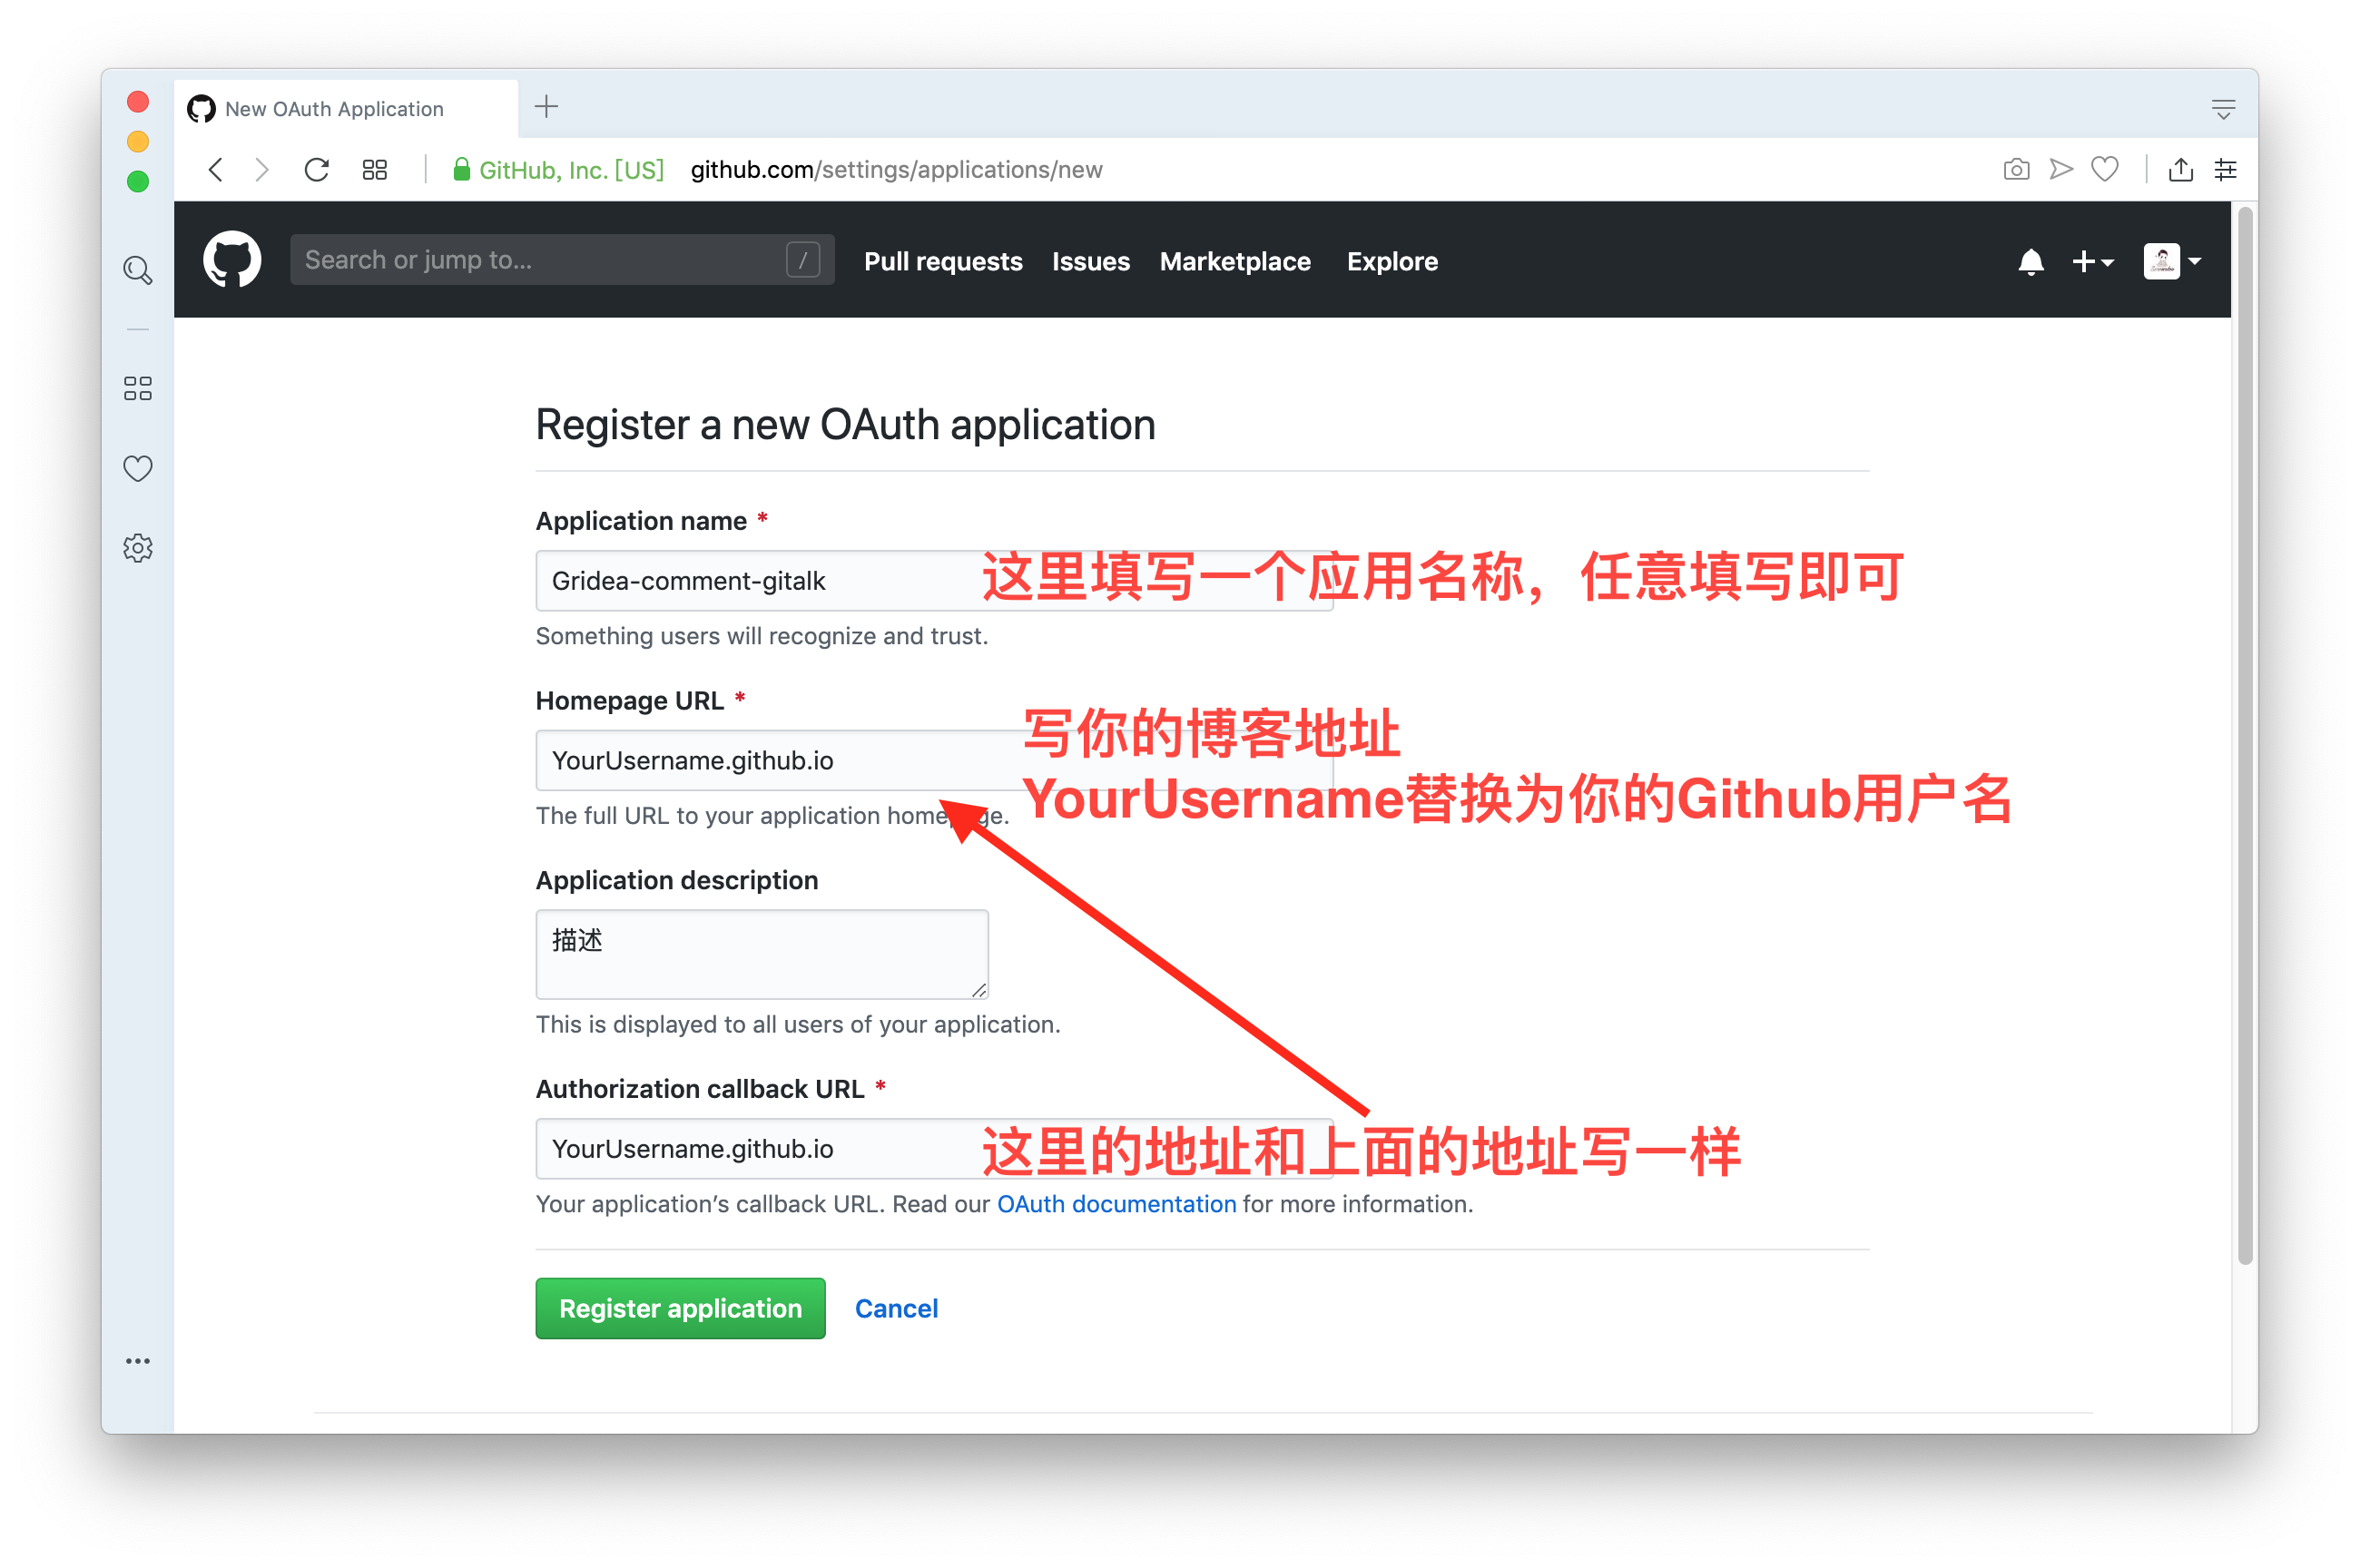 New OAuth Application
GitHub, Inc. [US] github.com/settings/applications/new
Search or jump to... / Pull requests Issues Marketplace Explore
Register a new OAuth application
Application name *
Gridea-comment-gitalk
这里填写一个应用名称，任意填写即可
Something users will recognize and trust.
Homepage URL *
写你的博客地址
YourUsername.github.io
YourUsername替换为你的Github用户名
The full URL to your application homepage.
Application description
描述
This is displayed to all users of your application.
Authorization callback URL *
YourUsername.github.io
这里的地址和上面的地址写一样
Your application’s callback URL. Read our OAuth documentation for more information.
Register application Cancel